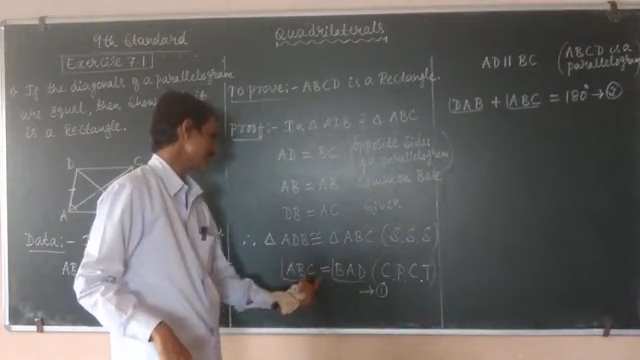 Quadrilaterals
9th Standard
Exercise 7.1
If the diagonals of a parallelogram
are equal, then show it
is a Rectangle.
D C
A
Data:-
AB
To prove:- ABCD is a Rectangle.
Proof:- In △ ADB & △ ABC
AD = BC (opposite sides of a parallelogram)
AB = AB Common Base
DB = AC Given
∴ △ ADB ≅ △ ABC (S.S.S)
∠ABC = ∠BAD (C.P.C.T)
→ ①
AD || BC (ABCD is a parallelogram
∠DAB + ∠ABC = 180° → ②